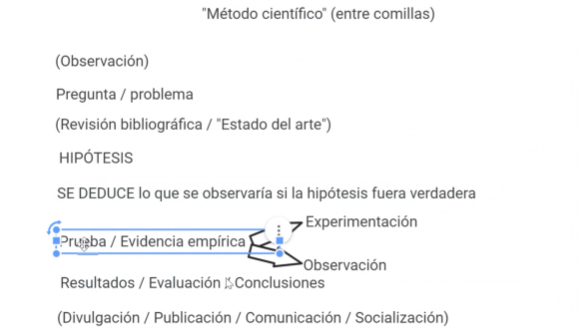 "Método científico" (entre comillas)
(Observación)
Pregunta / problema
(Revisión bibliográfica / "Estado del arte")
HIPÓTESIS
SE DEDUCE lo que se observaría si la hipótesis fuera verdadera
Experimentación
Prueba / Evidencia empírica
Observación
Resultados / Evaluación / Conclusiones
(Divulgación / Publicación / Comunicación / Socialización)